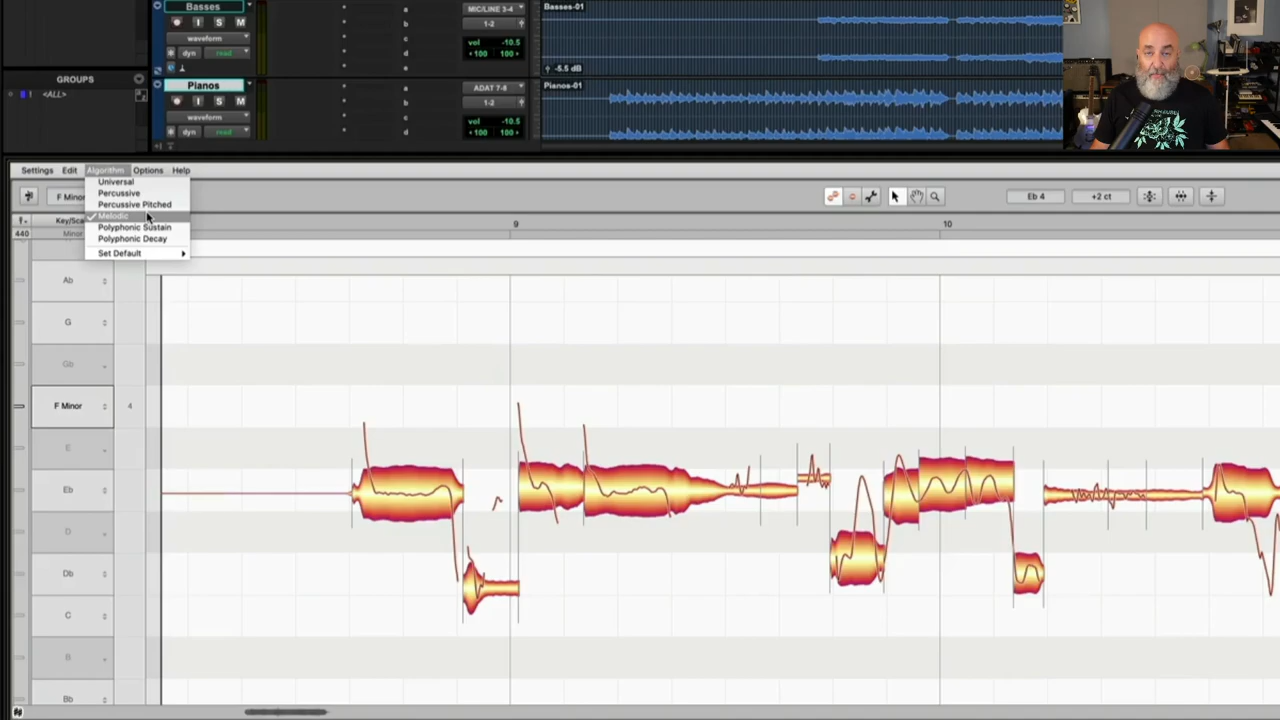 Basses
I S M
waveform
dyn read
a
b
c
d
e
MIC/LINE 3-4
1-2
vol -10.5
100 100
Basses-01
-5.5 dB
GROUPS
1 <ALL>
Pianos
I S M
waveform
dyn read
a
b
c
d
ADAT 7-8
1-2
vol -10.5
100 100
Pianos-01
Settings Edit Algorithm Options Help
Universal
Percussive
Percussive Pitched
Melodic
Polyphonic Sustain
Polyphonic Decay
Set Default
F Minor
Eb 4
+2 ct
Key/Sca
440 Minor
9
10
Ab
G
Gb
F Minor 4
E
Eb
D
Db
C
B
Bb